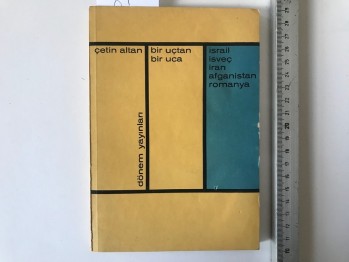 çetin altan
bir uçtan
bir uca
israil
isveç
iran
afganistan
romanya
dönem yayınları